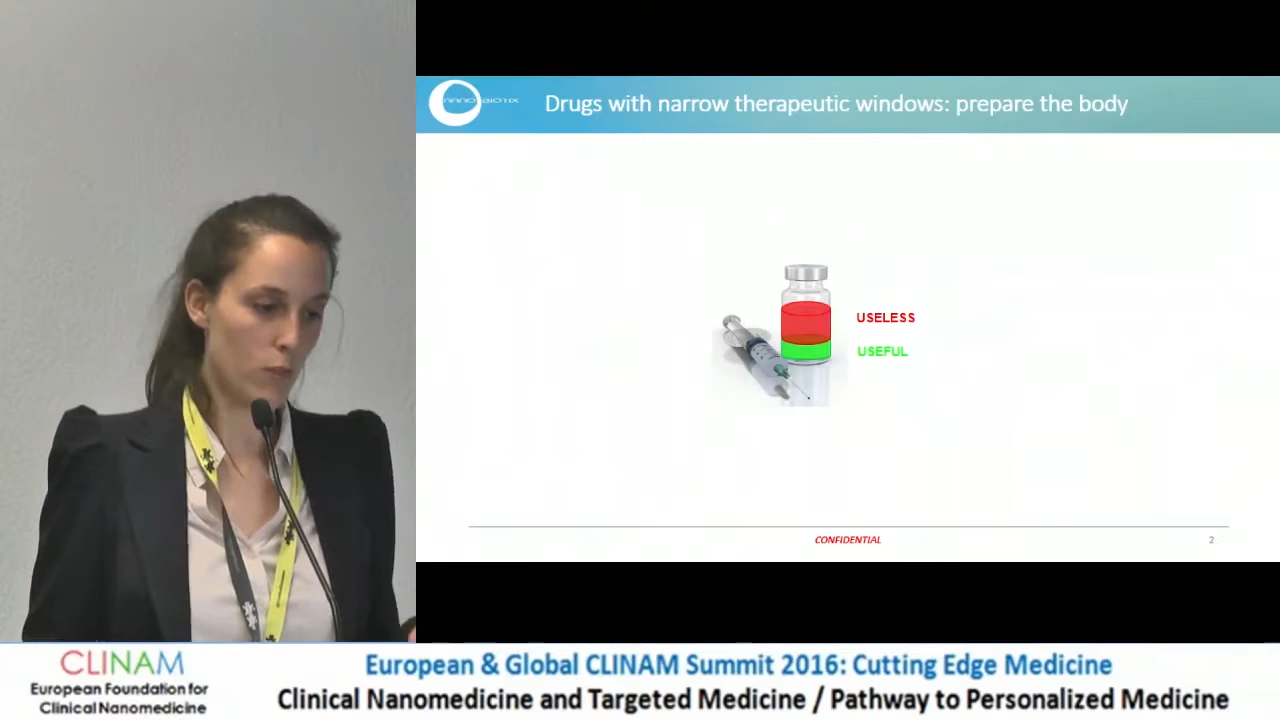 NANOBIOTIX
Drugs with narrow therapeutic windows: prepare the body
USELESS
USEFUL
CONFIDENTIAL
2
CLINAM
European Foundation for
Clinical Nanomedicine
European & Global CLINAM Summit 2016: Cutting Edge Medicine
Clinical Nanomedicine and Targeted Medicine / Pathway to Personalized Medicine